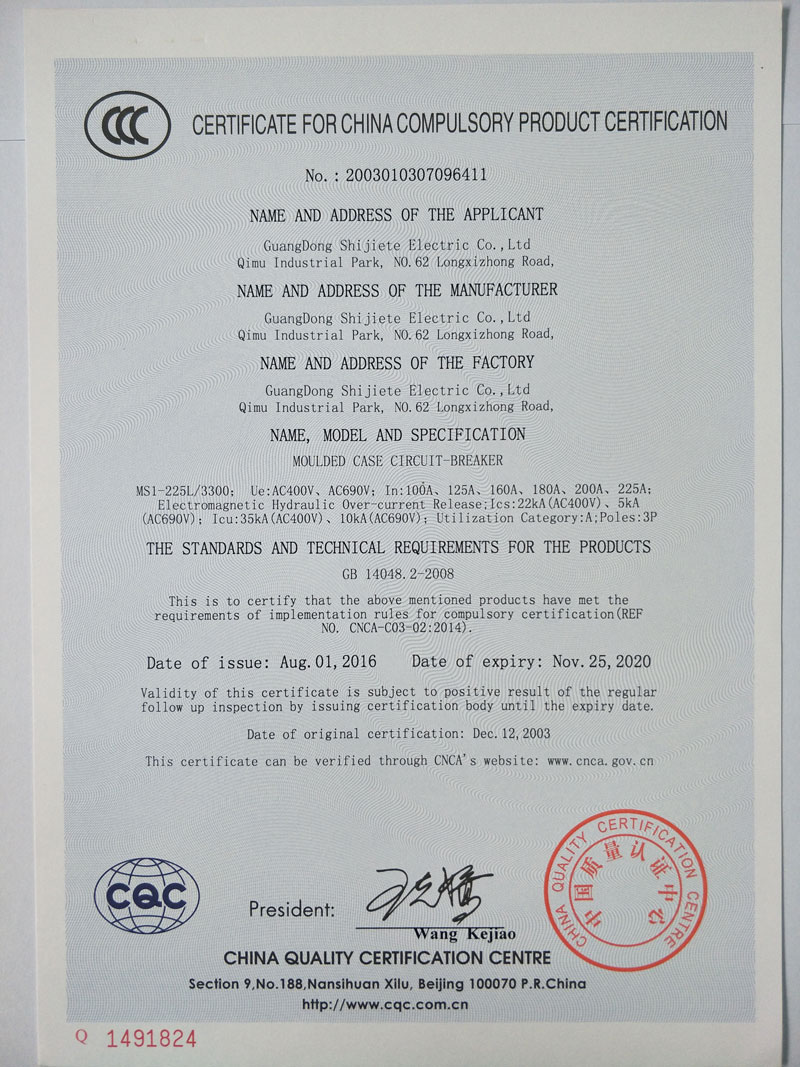 CCC
CERTIFICATE FOR CHINA COMPULSORY PRODUCT CERTIFICATION
No. : 2003010307096411
NAME AND ADDRESS OF THE APPLICANT
GuangDong Shijiete Electric Co.,Ltd
Qimu Industrial Park, NO.62 Longxizhong Road,
NAME AND ADDRESS OF THE MANUFACTURER
GuangDong Shijiete Electric Co.,Ltd
Qimu Industrial Park, NO.62 Longxizhong Road,
NAME AND ADDRESS OF THE FACTORY
GuangDong Shijiete Electric Co.,Ltd
Qimu Industrial Park, NO.62 Longxizhong Road,
NAME, MODEL AND SPECIFICATION
MOULDED CASE CIRCUIT-BREAKER
MS1-225L/3300; Ue:AC400V、AC690V; In:100A、125A、160A、180A、200A、225A;
Electromagnetic Hydraulic Over-current Release;Ics:22kA(AC400V)、5kA
(AC690V); Icu:35kA(AC400V)、10kA(AC690V); Utilization Category:A;Poles:3P
THE STANDARDS AND TECHNICAL REQUIREMENTS FOR THE PRODUCTS
GB 14048.2-2008
This is to certify that the above mentioned products have met the
requirements of implementation rules for compulsory certification(REF
NO. CNCA-C03-02:2014).
Date of issue: Aug.01,2016 Date of expiry: Nov.25,2020
Validity of this certificate is subject to positive result of the regular
follow up inspection by issuing certification body until the expiry date.
Date of original certification: Dec.12,2003
This certificate can be verified through CNCA's website: www.cnca.gov.cn
CHINA QUALITY CERTIFICATION CENTRE
中国质量认证中心
CQC
President:
Wang Kejiao
CHINA QUALITY CERTIFICATION CENTRE
Section 9,No.188,Nansihuan Xilu, Beijing 100070 P.R.China
http://www.cqc.com.cn
Q 1491824